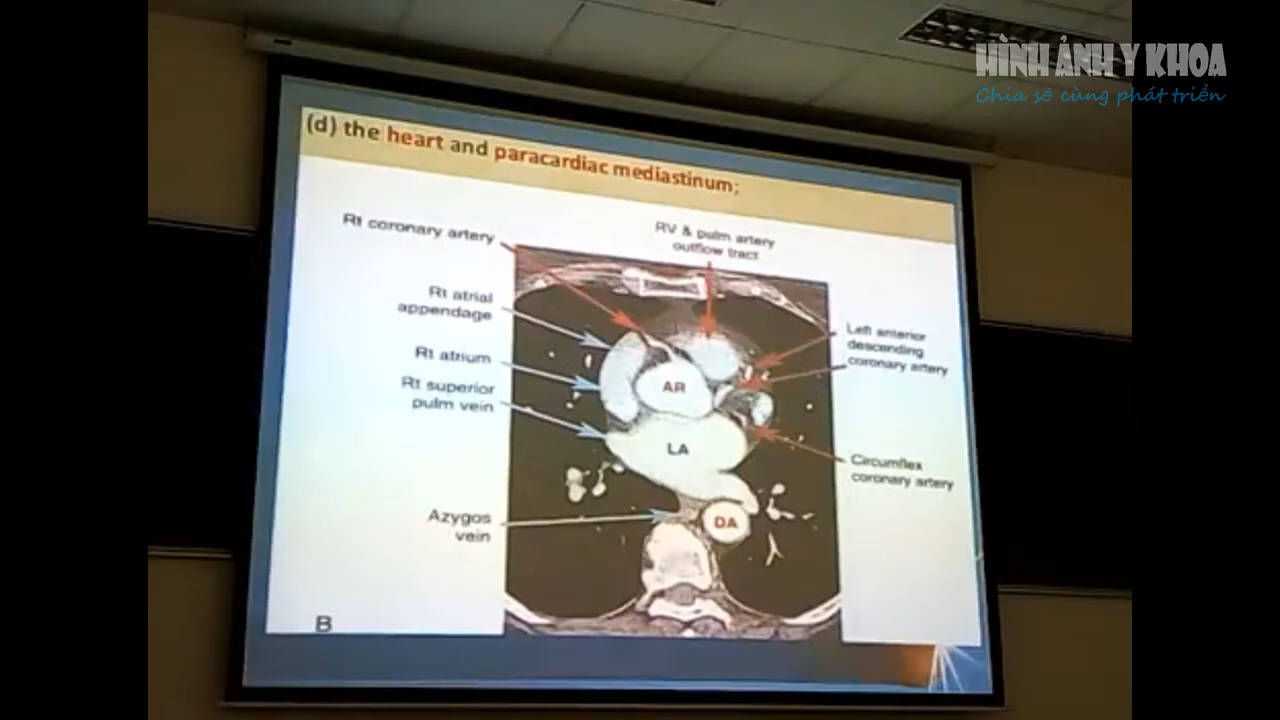 HÌNH ẢNH Y KHOA
Chia sẻ cùng phát triển
(d) the heart and paracardiac mediastinum;
Rt coronary artery
RV & pulm artery
outflow tract
Rt atrial
appendage
Left anterior
descending
coronary artery
Rt atrium
AR
Rt superior
pulm vein
LA
Circumflex
coronary artery
Azygos
vein
DA
B